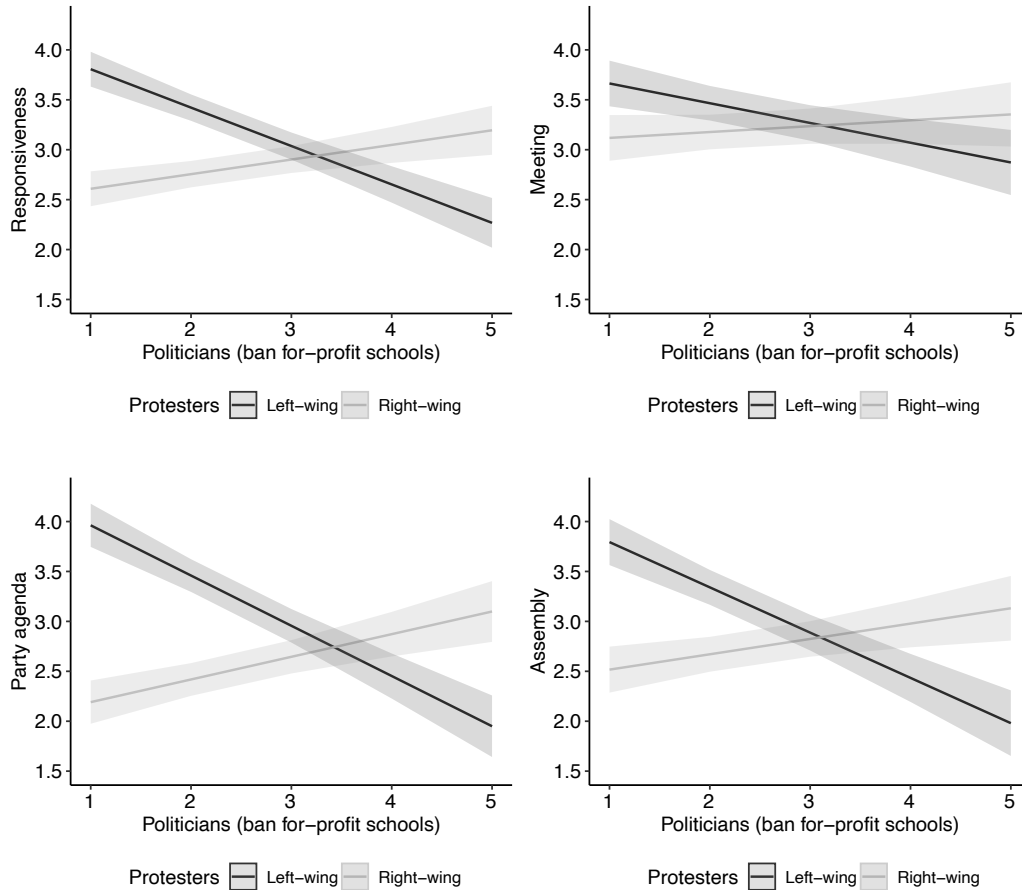 Responsiveness
4.0
3.5
3.0
2.5
2.0
1.5
1 2 3 4 5
Politicians (ban for−profit schools)
Protesters Left−wing Right−wing
Meeting
4.0
3.5
3.0
2.5
2.0
1.5
1 2 3 4 5
Politicians (ban for−profit schools)
Protesters Left−wing Right−wing
Party agenda
4.0
3.5
3.0
2.5
2.0
1.5
1 2 3 4 5
Politicians (ban for−profit schools)
Protesters Left−wing Right−wing
Assembly
4.0
3.5
3.0
2.5
2.0
1.5
1 2 3 4 5
Politicians (ban for−profit schools)
Protesters Left−wing Right−wing